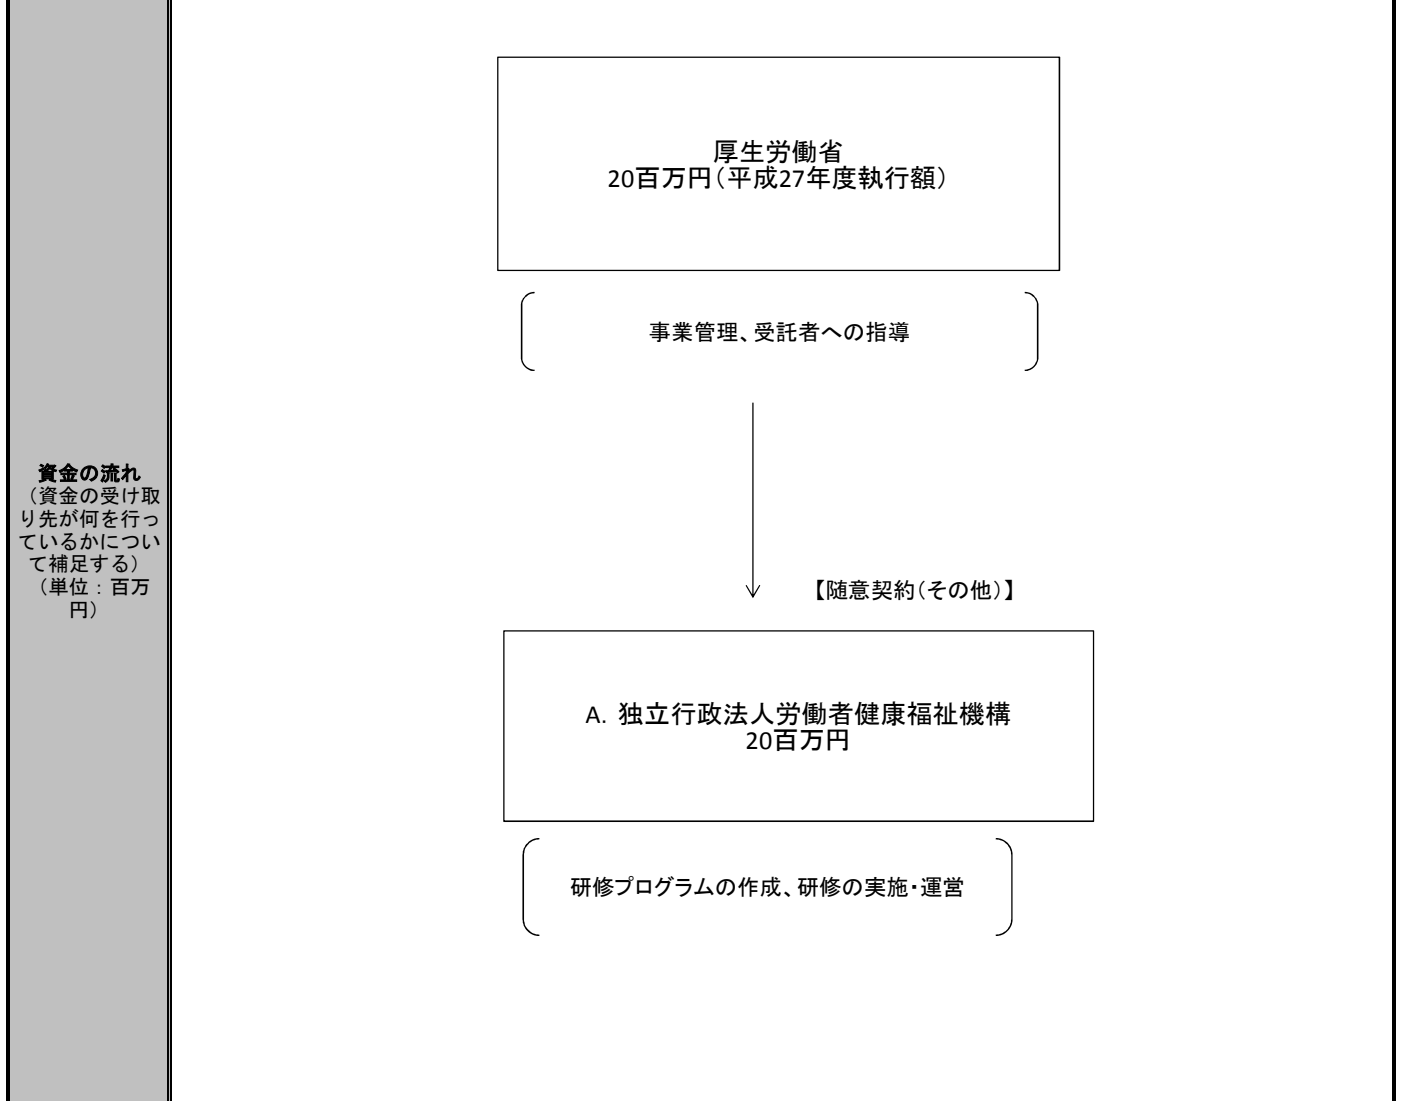 厚生労働省
20百万円（平成27年度執行額）
事業管理、受託者への指導
資金の流れ
（資金の受け取
り先が何を行っ
ているかについ
て補足する）
（単位：百万
円）
【随意契約（その他）】
A. 独立行政法人労働者健康福祉機構
20百万円
研修プログラムの作成、研修の実施・運営